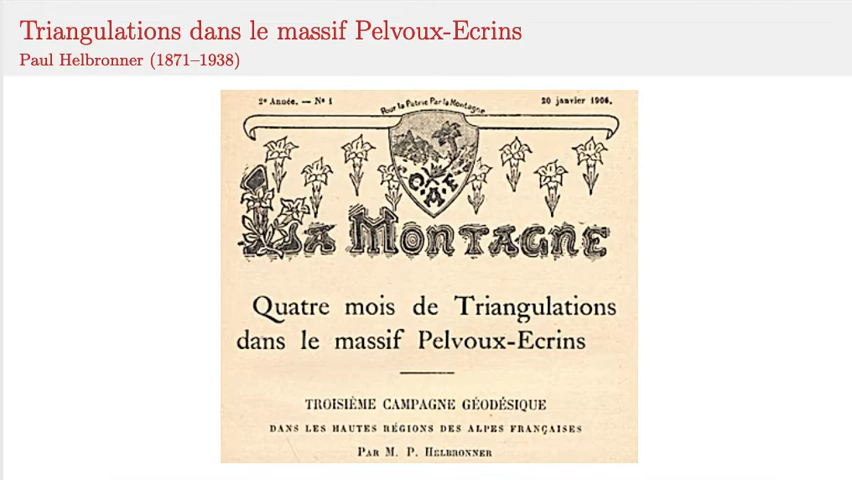 Triangulations dans le massif Pelvoux-Ecrins
Paul Helbronner (1871–1938)
2e Année. — No 1
Pour la Patrie Par la Montagne
20 janvier 1906.
C.A.F
La Montagne
Quatre mois de Triangulations
dans le massif Pelvoux-Ecrins
TROISIÈME CAMPAGNE GÉODÉSIQUE
DANS LES HAUTES RÉGIONS DES ALPES FRANÇAISES
PAR M. P. HELBRONNER